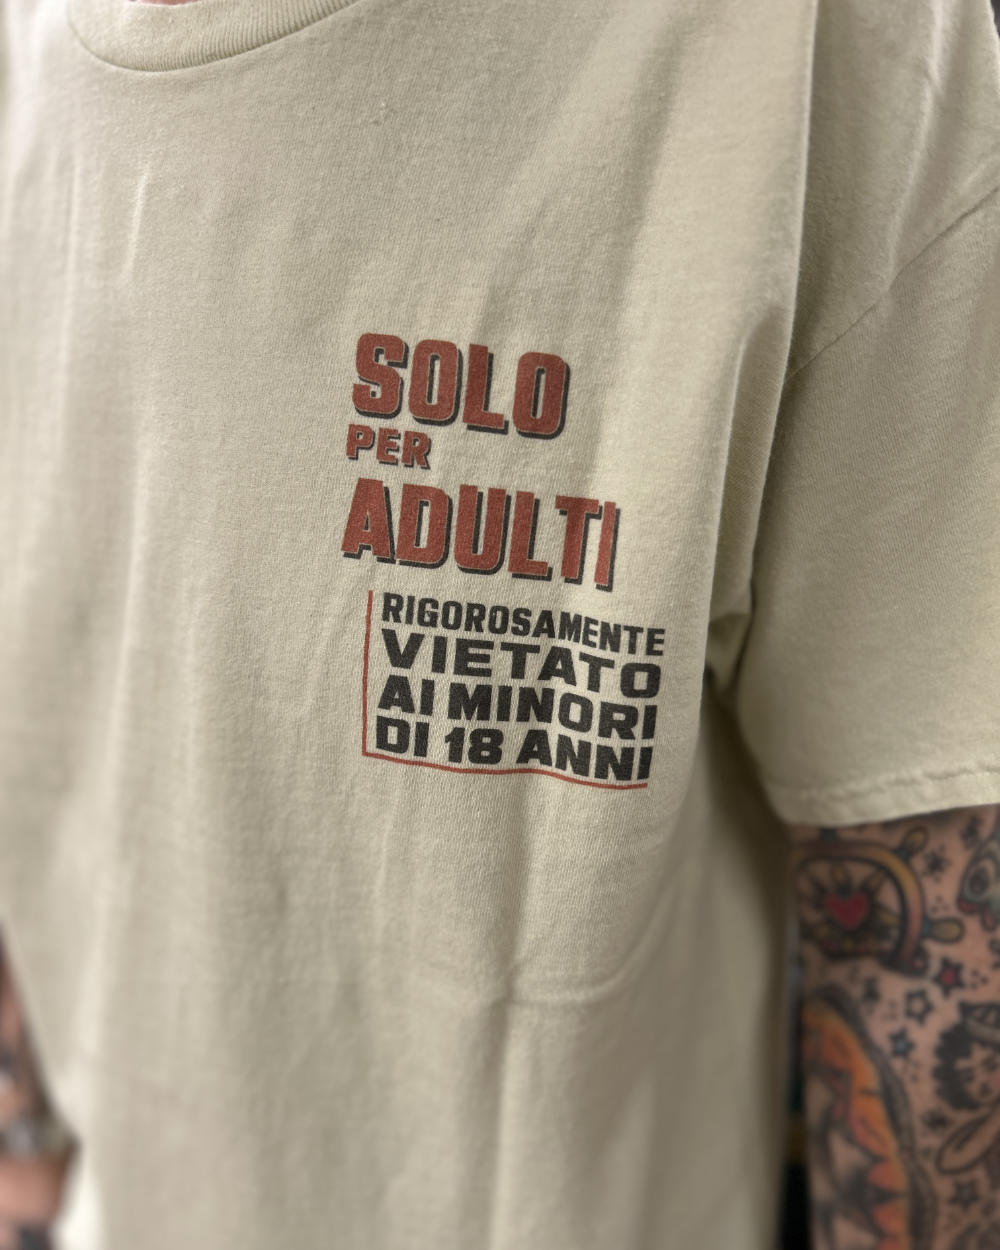 SOLO
PER
ADULTI
RIGOROSAMENTE
VIETATO
AI MINORI
DI 18 ANNI